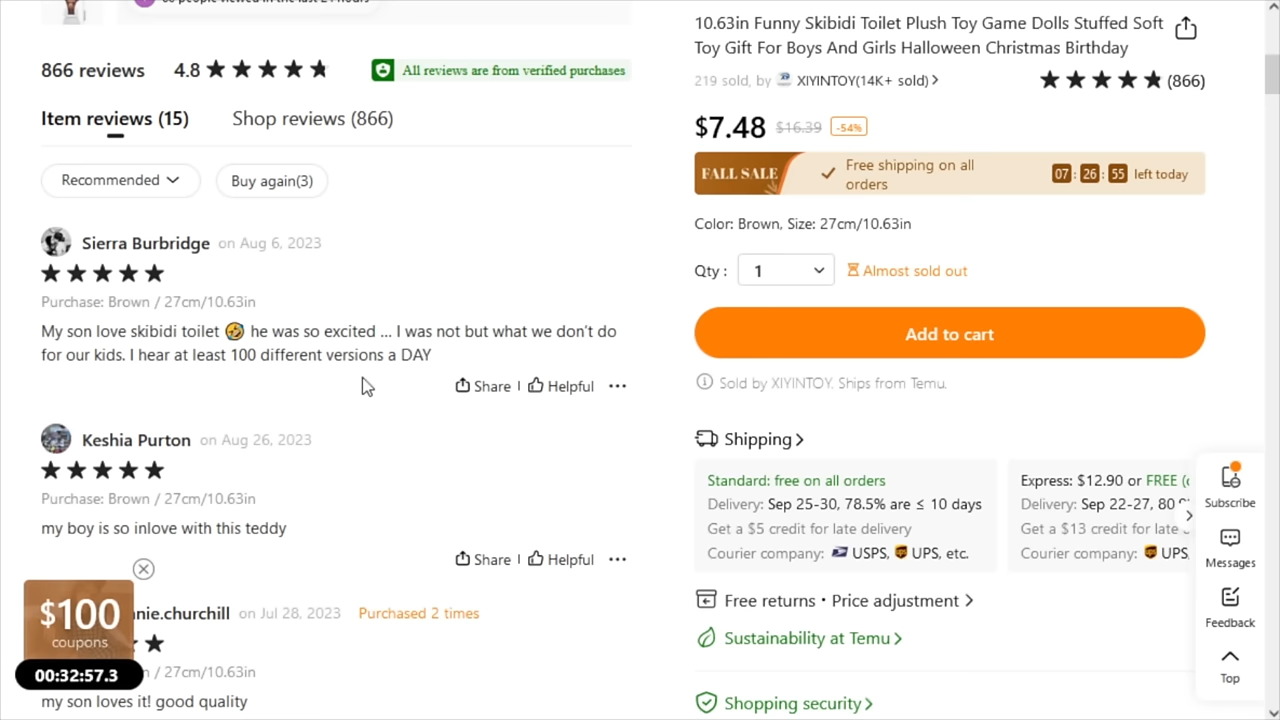 866 reviews
4.8
All reviews are from verified purchases
Item reviews (15)
Shop reviews (866)
Recommended
Buy again(3)
Sierra Burbridge on Aug 6, 2023
Purchase: Brown / 27cm/10.63in
My son love skibidi toilet 🤣 he was so excited ... I was not but what we don't do
for our kids. I hear at least 100 different versions a DAY
Share
Helpful
Keshia Purton on Aug 26, 2023
Purchase: Brown / 27cm/10.63in
my boy is so inlove with this teddy
Share
Helpful
nie.churchill on Jul 28, 2023 Purchased 2 times
/ 27cm/10.63in
my son loves it! good quality
$100
coupons
00:32:57.3
10.63in Funny Skibidi Toilet Plush Toy Game Dolls Stuffed Soft
Toy Gift For Boys And Girls Halloween Christmas Birthday
219 sold, by XIYINTOY(14K+ sold)
(866)
$7.48 $16.39 -54%
FALL SALE
Free shipping on all
orders
07 : 26 : 55 left today
Color: Brown, Size: 27cm/10.63in
Qty : 1
Almost sold out
Add to cart
Sold by XIYINTOY. Ships from Temu.
Shipping
Standard: free on all orders
Delivery: Sep 25-30, 78.5% are ≤ 10 days
Get a $5 credit for late delivery
Courier company: USPS, UPS, etc.
Express: $12.90 or FREE
Delivery: Sep 22-27,
Get a $13 credit for late
Courier company: UPS,
Free returns • Price adjustment
Sustainability at Temu
Shopping security
Subscribe
Messages
Feedback
Top